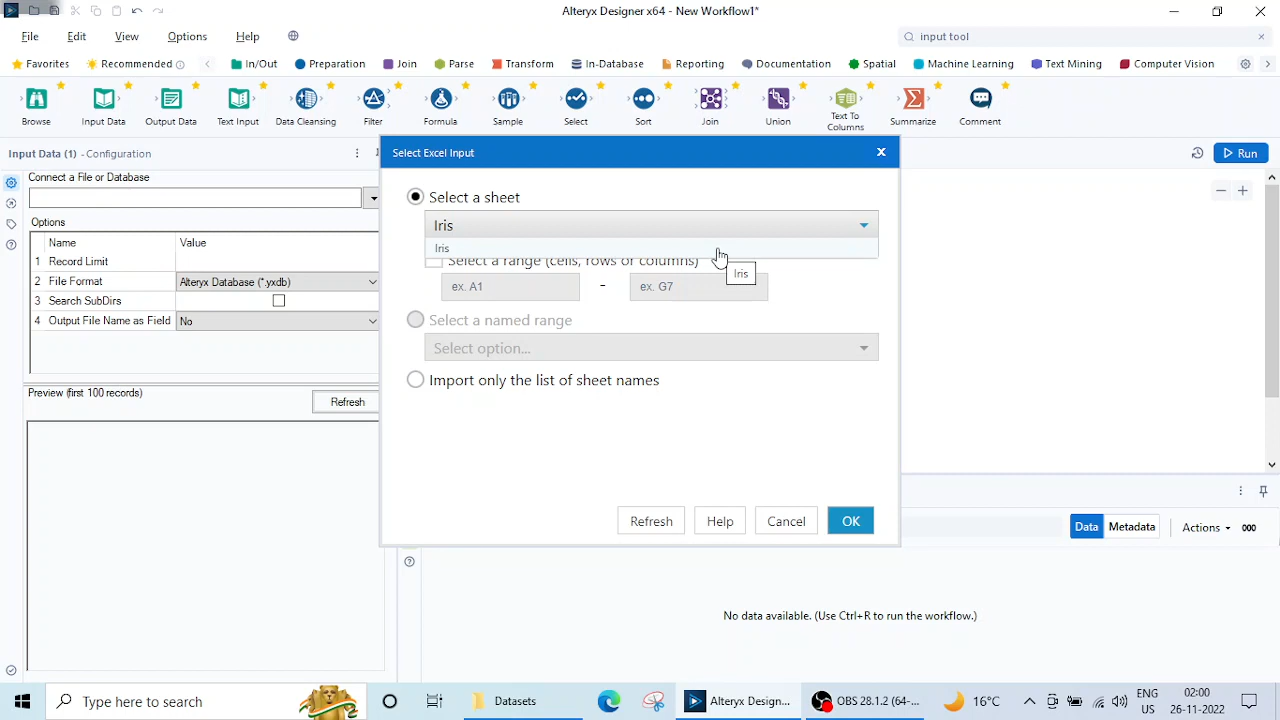 Alteryx Designer x64 - New Workflow1*
File Edit View Options Help
input tool
Favorites Recommended In/Out Preparation Join Parse Transform In-Database Reporting Documentation Spatial Machine Learning Text Mining Computer Vision
Browse Input Data Output Data Text Input Data Cleansing Filter Formula Sample Select Sort Join Union Text To Columns Summarize Comment
Input Data (1) - Configuration
Select Excel Input
Run
Connect a File or Database
Select a sheet
Iris
Options
Name Value
Iris
1 Record Limit
Select a range (cells, rows or columns)
Iris
2 File Format Alteryx Database (*.yxdb)
ex. A1 - ex. G7
3 Search SubDirs
4 Output File Name as Field No
Select a named range
Select option...
Import only the list of sheet names
Preview (first 100 records)
Refresh
Refresh Help Cancel OK
Data Metadata Actions 000
No data available. (Use Ctrl+R to run the workflow.)
Type here to search
Datasets
Alteryx Design...
OBS 28.1.2 (64-...
16°C
ENG
US
02:00
26-11-2022